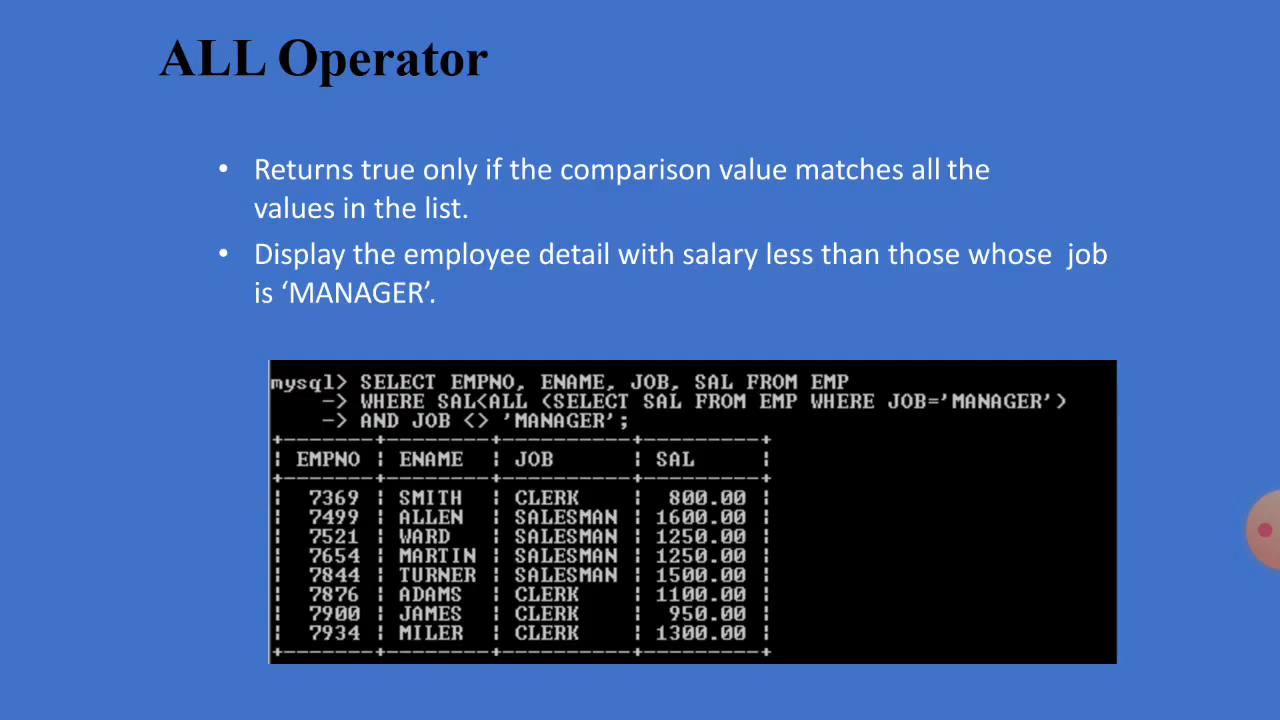 ALL Operator
• Returns true only if the comparison value matches all the
values in the list.
• Display the employee detail with salary less than those whose  job
is ‘MANAGER’.
mysql> SELECT EMPNO, ENAME, JOB, SAL FROM EMP
-> WHERE SAL<ALL (SELECT SAL FROM EMP WHERE JOB='MANAGER')
-> AND JOB <> 'MANAGER';
+-------+--------+----------+---------+
| EMPNO | ENAME | JOB | SAL |
+-------+--------+----------+---------+
| 7369 | SMITH | CLERK | 800.00 |
| 7499 | ALLEN | SALESMAN | 1600.00 |
| 7521 | WARD | SALESMAN | 1250.00 |
| 7654 | MARTIN | SALESMAN | 1250.00 |
| 7844 | TURNER | SALESMAN | 1500.00 |
| 7876 | ADAMS | CLERK | 1100.00 |
| 7900 | JAMES | CLERK | 950.00 |
| 7934 | MILER | CLERK | 1300.00 |
+-------+--------+----------+---------+